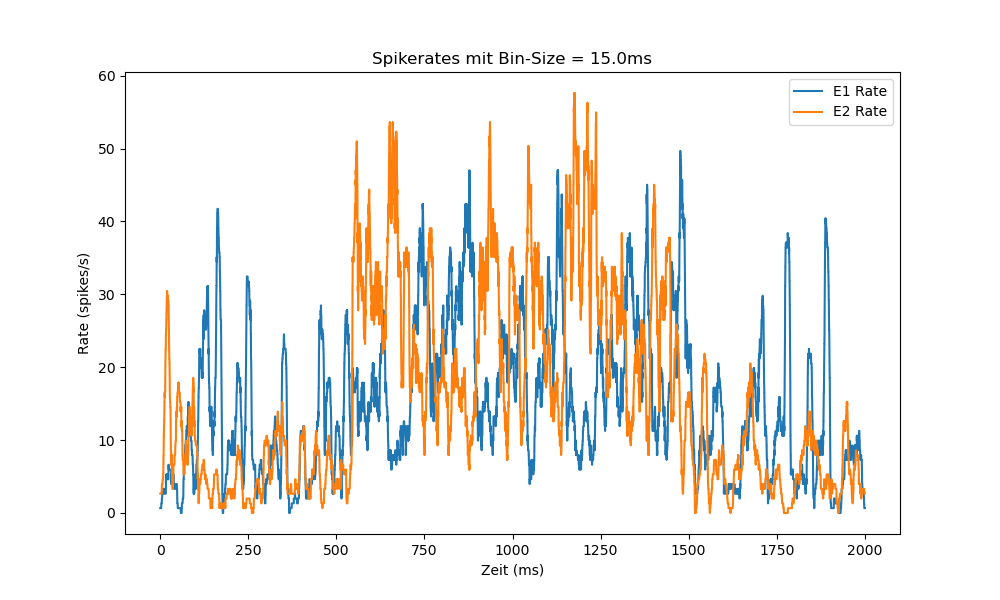 Spikerates mit Bin-Size = 15.0ms
E1 Rate
E2 Rate
Rate (spikes/s)
60
50
40
30
20
10
0
0 250 500 750 1000 1250 1500 1750 2000
Zeit (ms)